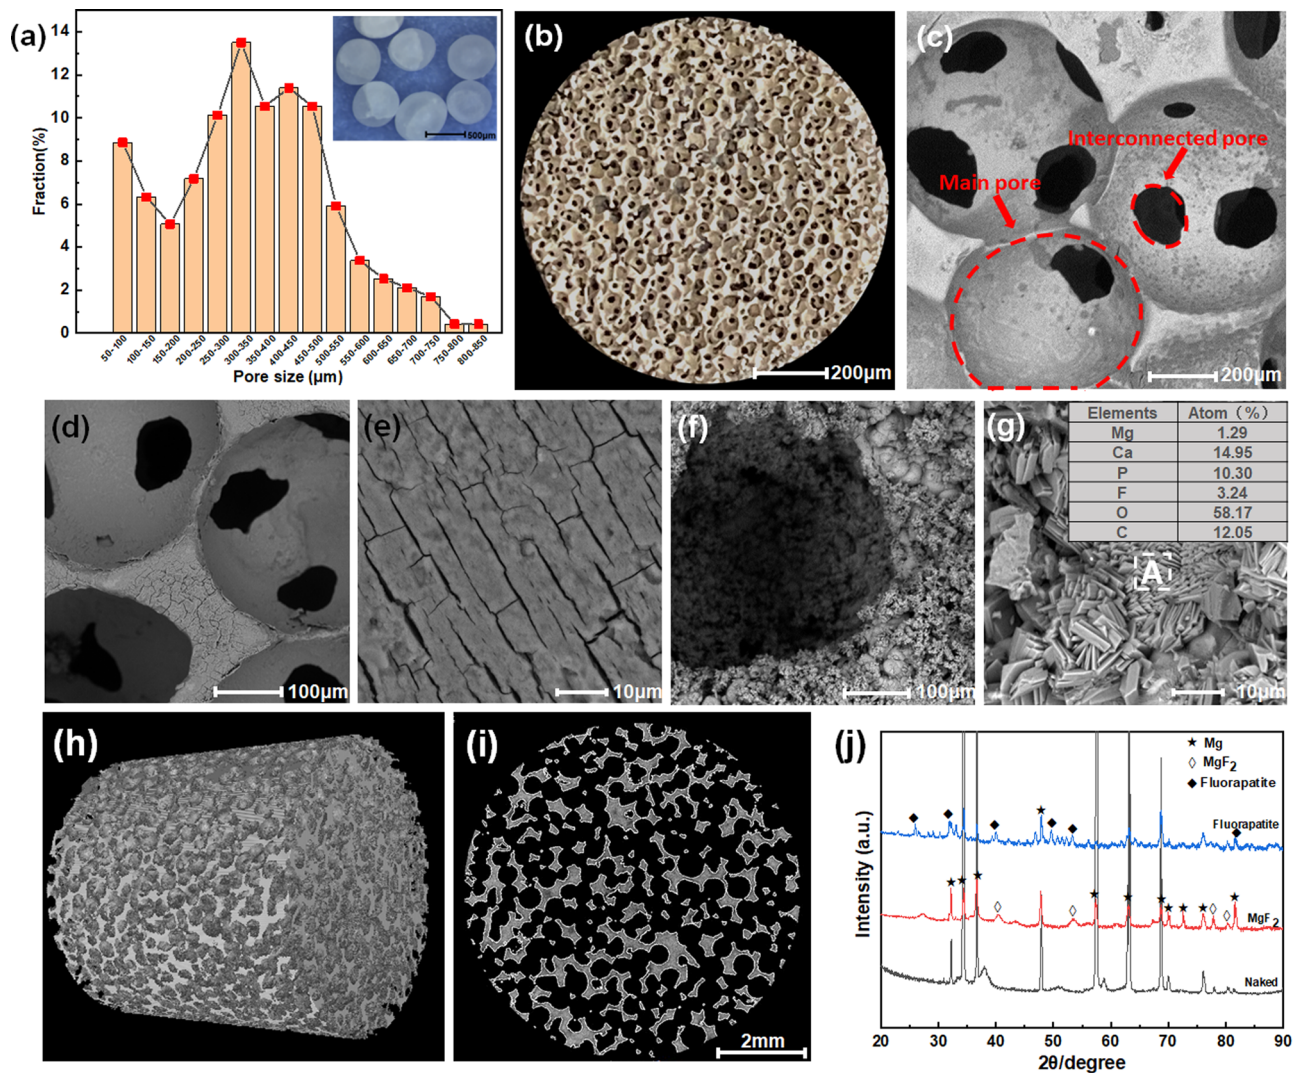 (a)
14
12
10
8
6
4
2
0
Fraction(%)
500μm
50-100
100-150
150-200
200-250
250-300
300-350
350-400
400-450
450-500
500-550
550-600
600-650
650-700
700-750
750-800
800-850
Pore size (μm)
(b)
200μm
(c)
Interconnected pore
Main pore
200μm
(d)
100μm
(e)
10μm
(f)
100μm
(g)
Elements Atom（%）
Mg 1.29
Ca 14.95
P 10.30
F 3.24
O 58.17
C 12.05
A
10μm
(h)
(i)
2mm
(j)
★ Mg
◇ MgF2
◆ Fluorapatite
Fluorapatite
MgF2
Naked
Intensity (a.u.)
20 30 40 50 60 70 80 90
2θ/degree